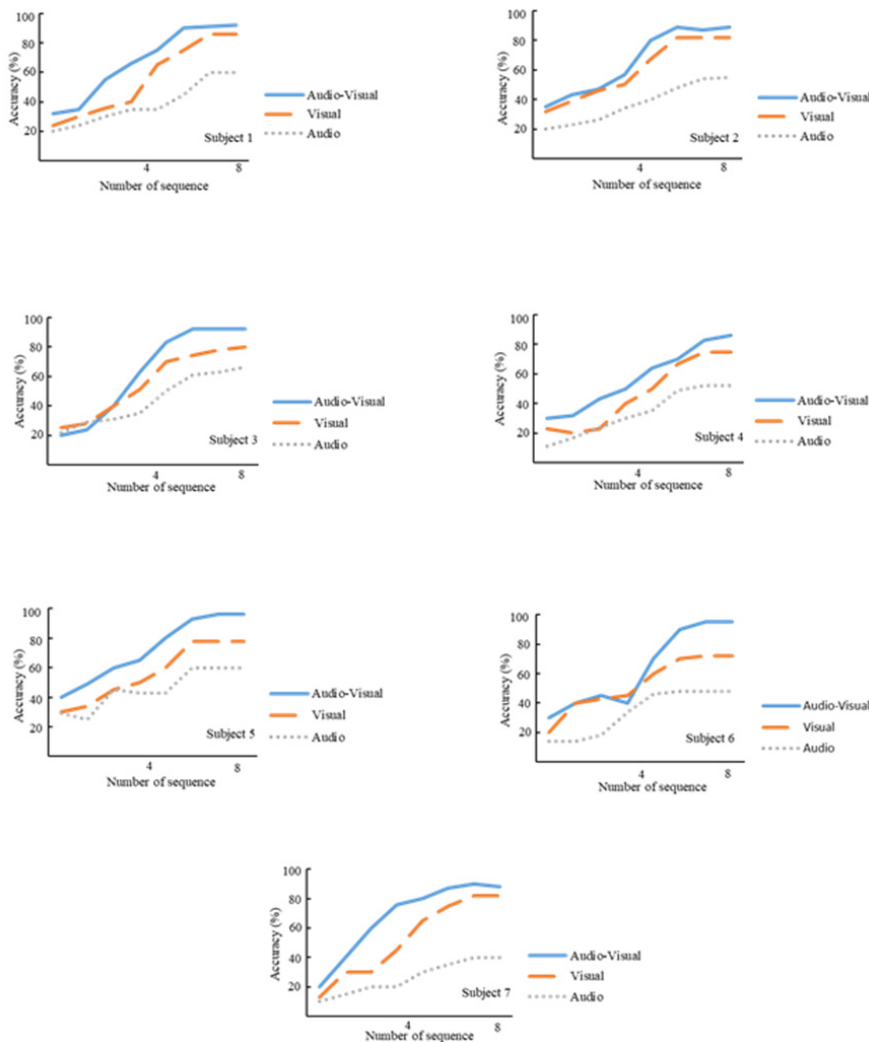 100
80
60
40
20
Accuracy (%)
Audio-Visual
Visual
Audio
Subject 1
4
8
Number of sequence
100
80
60
40
20
Accuracy (%)
Audio-Visual
Visual
Audio
Subject 2
4
8
Number of sequence
100
80
60
40
20
Accuracy (%)
Audio-Visual
Visual
Audio
Subject 3
4
8
Number of sequence
100
80
60
40
20
Accuracy (%)
Audio-Visual
Visual
Audio
Subject 4
4
8
Number of sequence
100
80
60
40
20
Accuracy (%)
Audio-Visual
Visual
Audio
Subject 5
4
8
Number of sequence
100
80
60
40
20
Accuracy (%)
Audio-Visual
Visual
Audio
Subject 6
4
8
Number of sequence
100
80
60
40
20
Accuracy (%)
Audio-Visual
Visual
Audio
Subject 7
4
8
Number of sequence